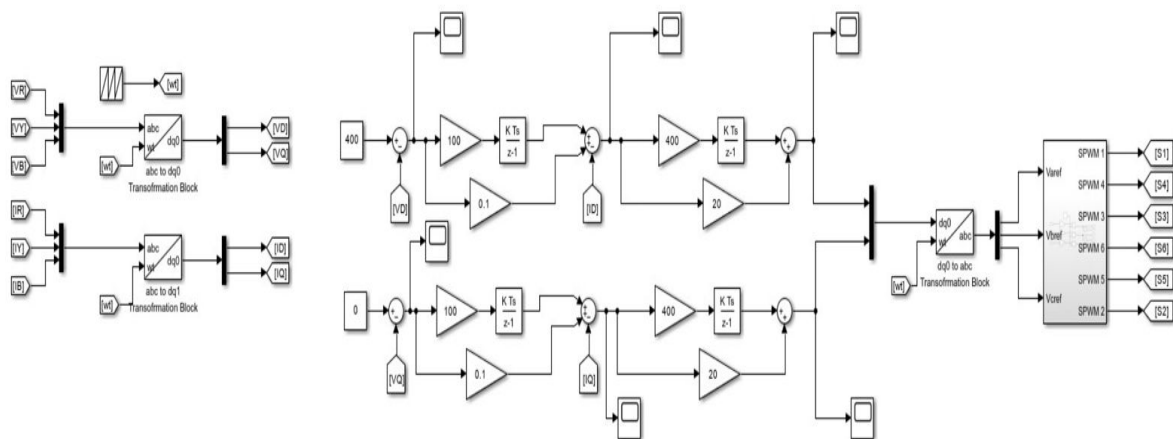 [VR]
[VY]
[VB]
[wt]
abc
wt
dq0
[wt]
abc to dq0
Transofrmation Block
[VD]
[VQ]
[IR]
[IY]
[IB]
abc
wt
dq0
[wt]
abc to dq1
Transofrmation Block
[ID]
[IQ]
400
[VD]
100
K Ts
z-1
0.1
[ID]
400
K Ts
z-1
20
0
[VQ]
100
K Ts
z-1
0.1
[IQ]
400
K Ts
z-1
20
dq0
wt
abc
[wt]
dq0 to abc
Transofrmation Block
Varef
Vbref
Vcref
SPWM 1
SPWM 4
SPWM 3
SPWM 6
SPWM 5
SPWM 2
[S1]
[S4]
[S3]
[S6]
[S5]
[S2]